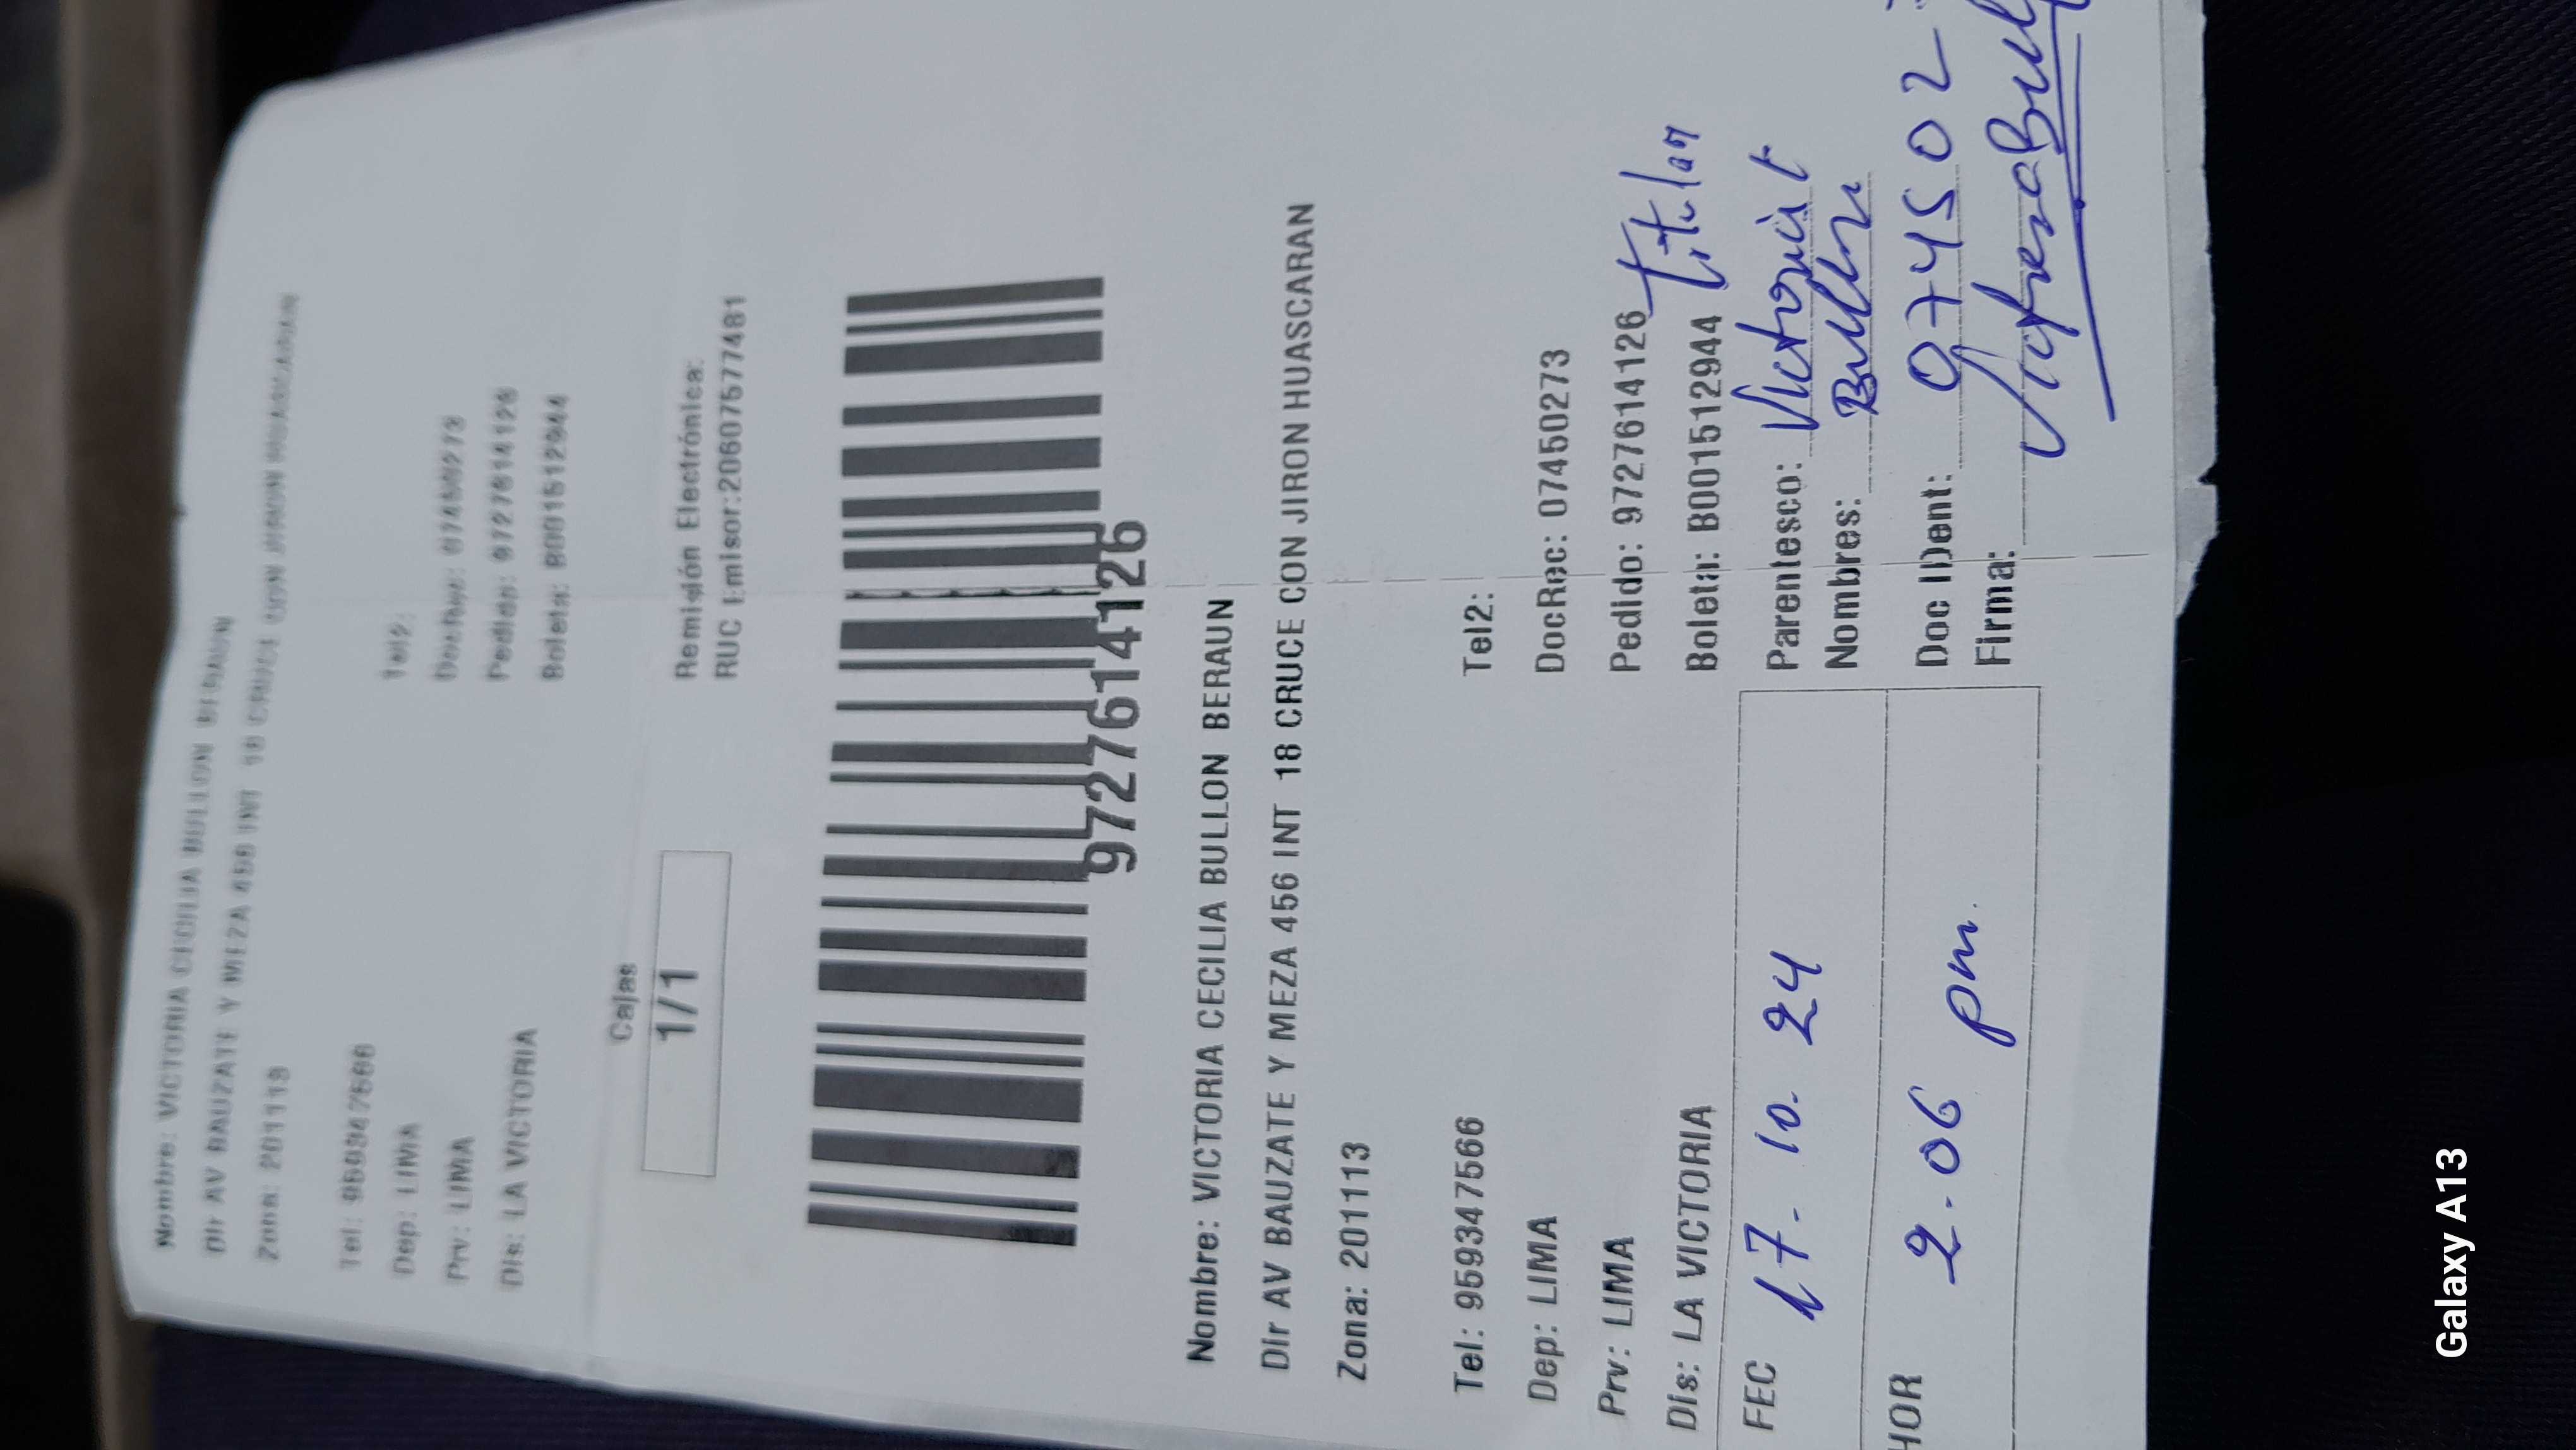 Nombre: VICTORIA CECILIA BULLON BERAUN
Dir AV BAUZATE Y MEZA 456 INT 18 CRUCE CON JIRON HUASCARAN
Zona: 201113
Tel: 959347566 Tel2:
Dep: LIMA DocRec: 07450273
Prv: LIMA Pedido: 9727614126
Dis: LA VICTORIA Boleta: B001512944
Cajas
1/1
Remisión Electrónica:
RUC Emisor:20607577481
9727614126
Nombre: VICTORIA CECILIA BULLON BERAUN
Dir AV BAUZATE Y MEZA 456 INT 18 CRUCE CON JIRON HUASCARAN
Zona: 201113
Tel: 959347566 Tel2:
Dep: LIMA DocRec: 07450273
Prv: LIMA Pedido: 9727614126
Titular
Dis: LA VICTORIA Boleta: B001512944
FEC 17.10.24 Parentesco: Victoria
Nombres: Bullon
HOR 2.06 pm. Doc IDent: 074502
Firma:
Galaxy A13